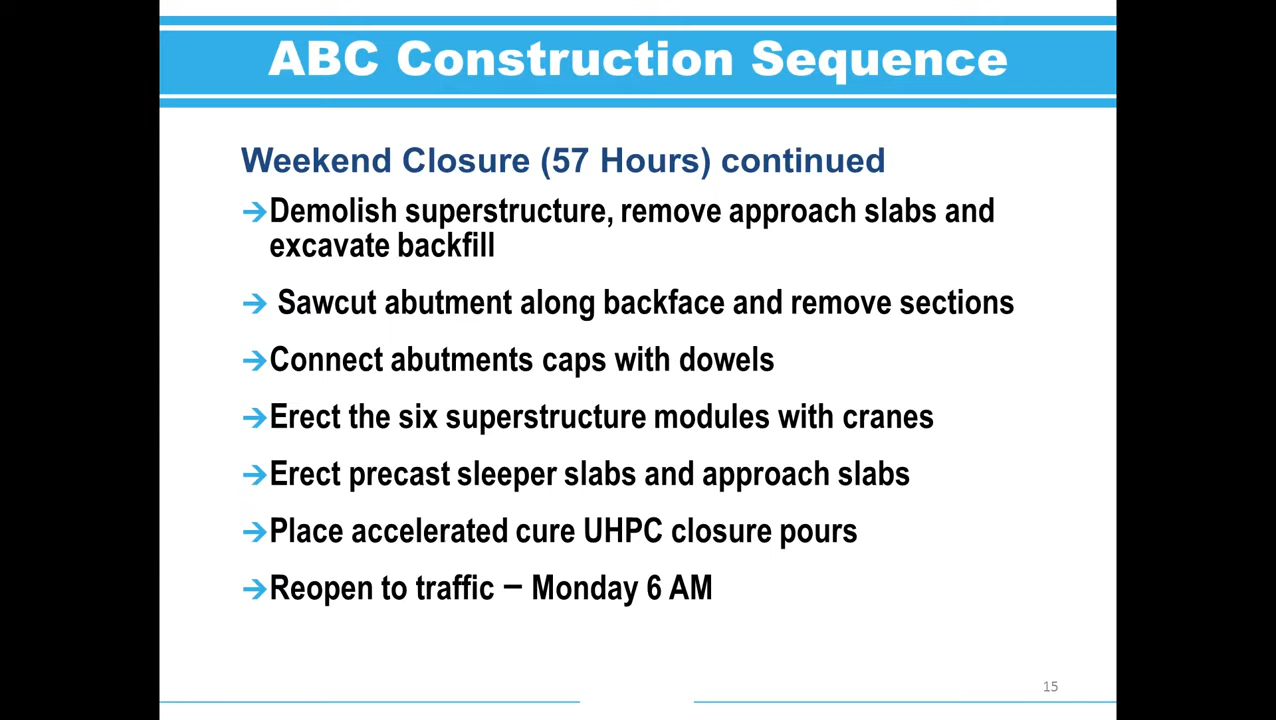 ABC Construction Sequence
Weekend Closure (57 Hours) continued
→Demolish superstructure, remove approach slabs and
excavate backfill
→ Sawcut abutment along backface and remove sections
→Connect abutments caps with dowels
→Erect the six superstructure modules with cranes
→Erect precast sleeper slabs and approach slabs
→Place accelerated cure UHPC closure pours
→Reopen to traffic – Monday 6 AM
15